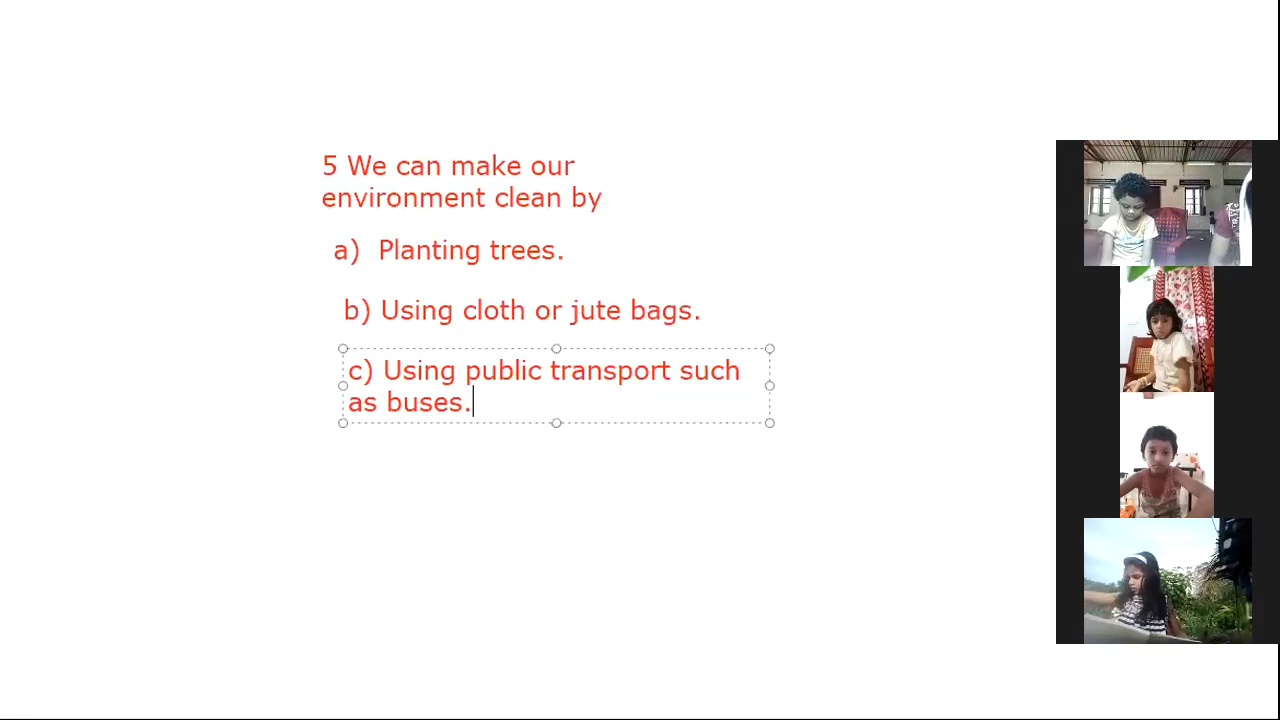 5 We can make our
environment clean by
a) Planting trees.
b) Using cloth or jute bags.
c) Using public transport such
as buses.